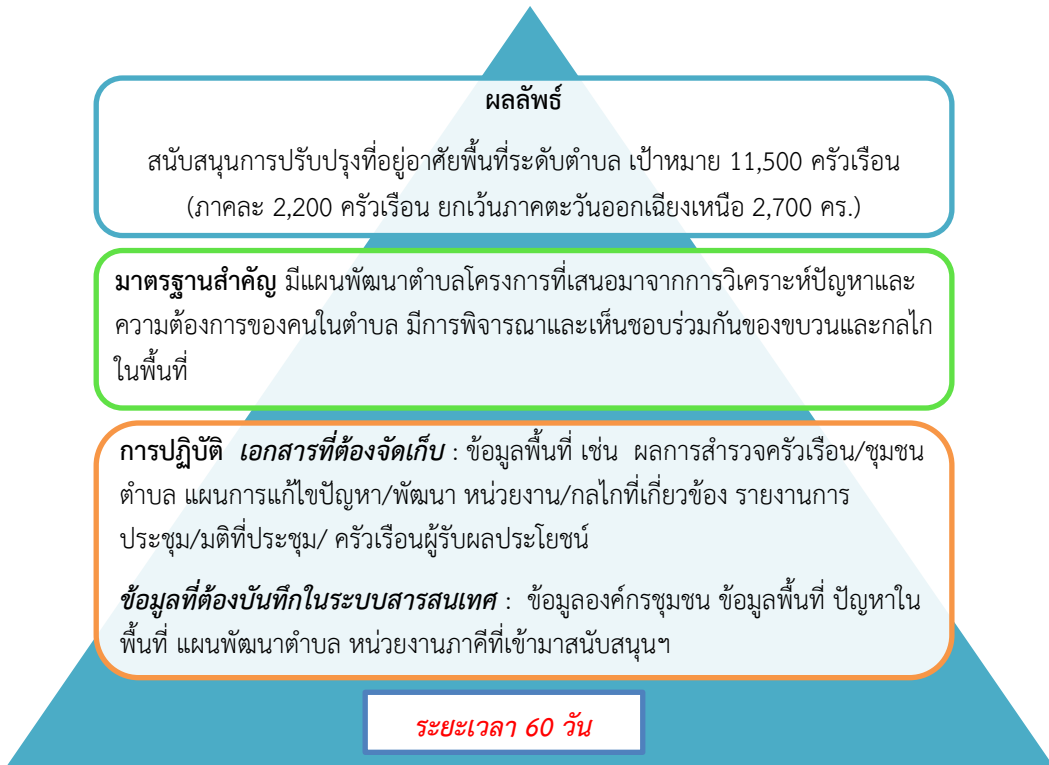 ผลลัพธ์
สนับสนุนการปรับปรุงที่อยู่อาศัยพื้นที่ระดับตำบล เป้าหมาย 11,500 ครัวเรือน
(ภาคละ 2,200 ครัวเรือน ยกเว้นภาคตะวันออกเฉียงเหนือ 2,700 คร.)
มาตรฐานสำคัญ มีแผนพัฒนาตำบลโครงการที่เสนอมาจากการวิเคราะห์ปัญหาและ
ความต้องการของคนในตำบล มีการพิจารณาและเห็นชอบร่วมกันของขบวนและกลไก
ในพื้นที่
การปฏิบัติ เอกสารที่ต้องจัดเก็บ : ข้อมูลพื้นที่ เช่น ผลการสำรวจครัวเรือน/ชุมชน
ตำบล แผนการแก้ไขปัญหา/พัฒนา หน่วยงาน/กลไกที่เกี่ยวข้อง รายงานการ
ประชุม/มติที่ประชุม/ ครัวเรือนผู้รับผลประโยชน์
ข้อมูลที่ต้องบันทึกในระบบสารสนเทศ : ข้อมูลองค์กรชุมชน ข้อมูลพื้นที่ ปัญหาใน
พื้นที่ แผนพัฒนาตำบล หน่วยงานภาคีที่เข้ามาสนับสนุนฯ
ระยะเวลา 60 วัน